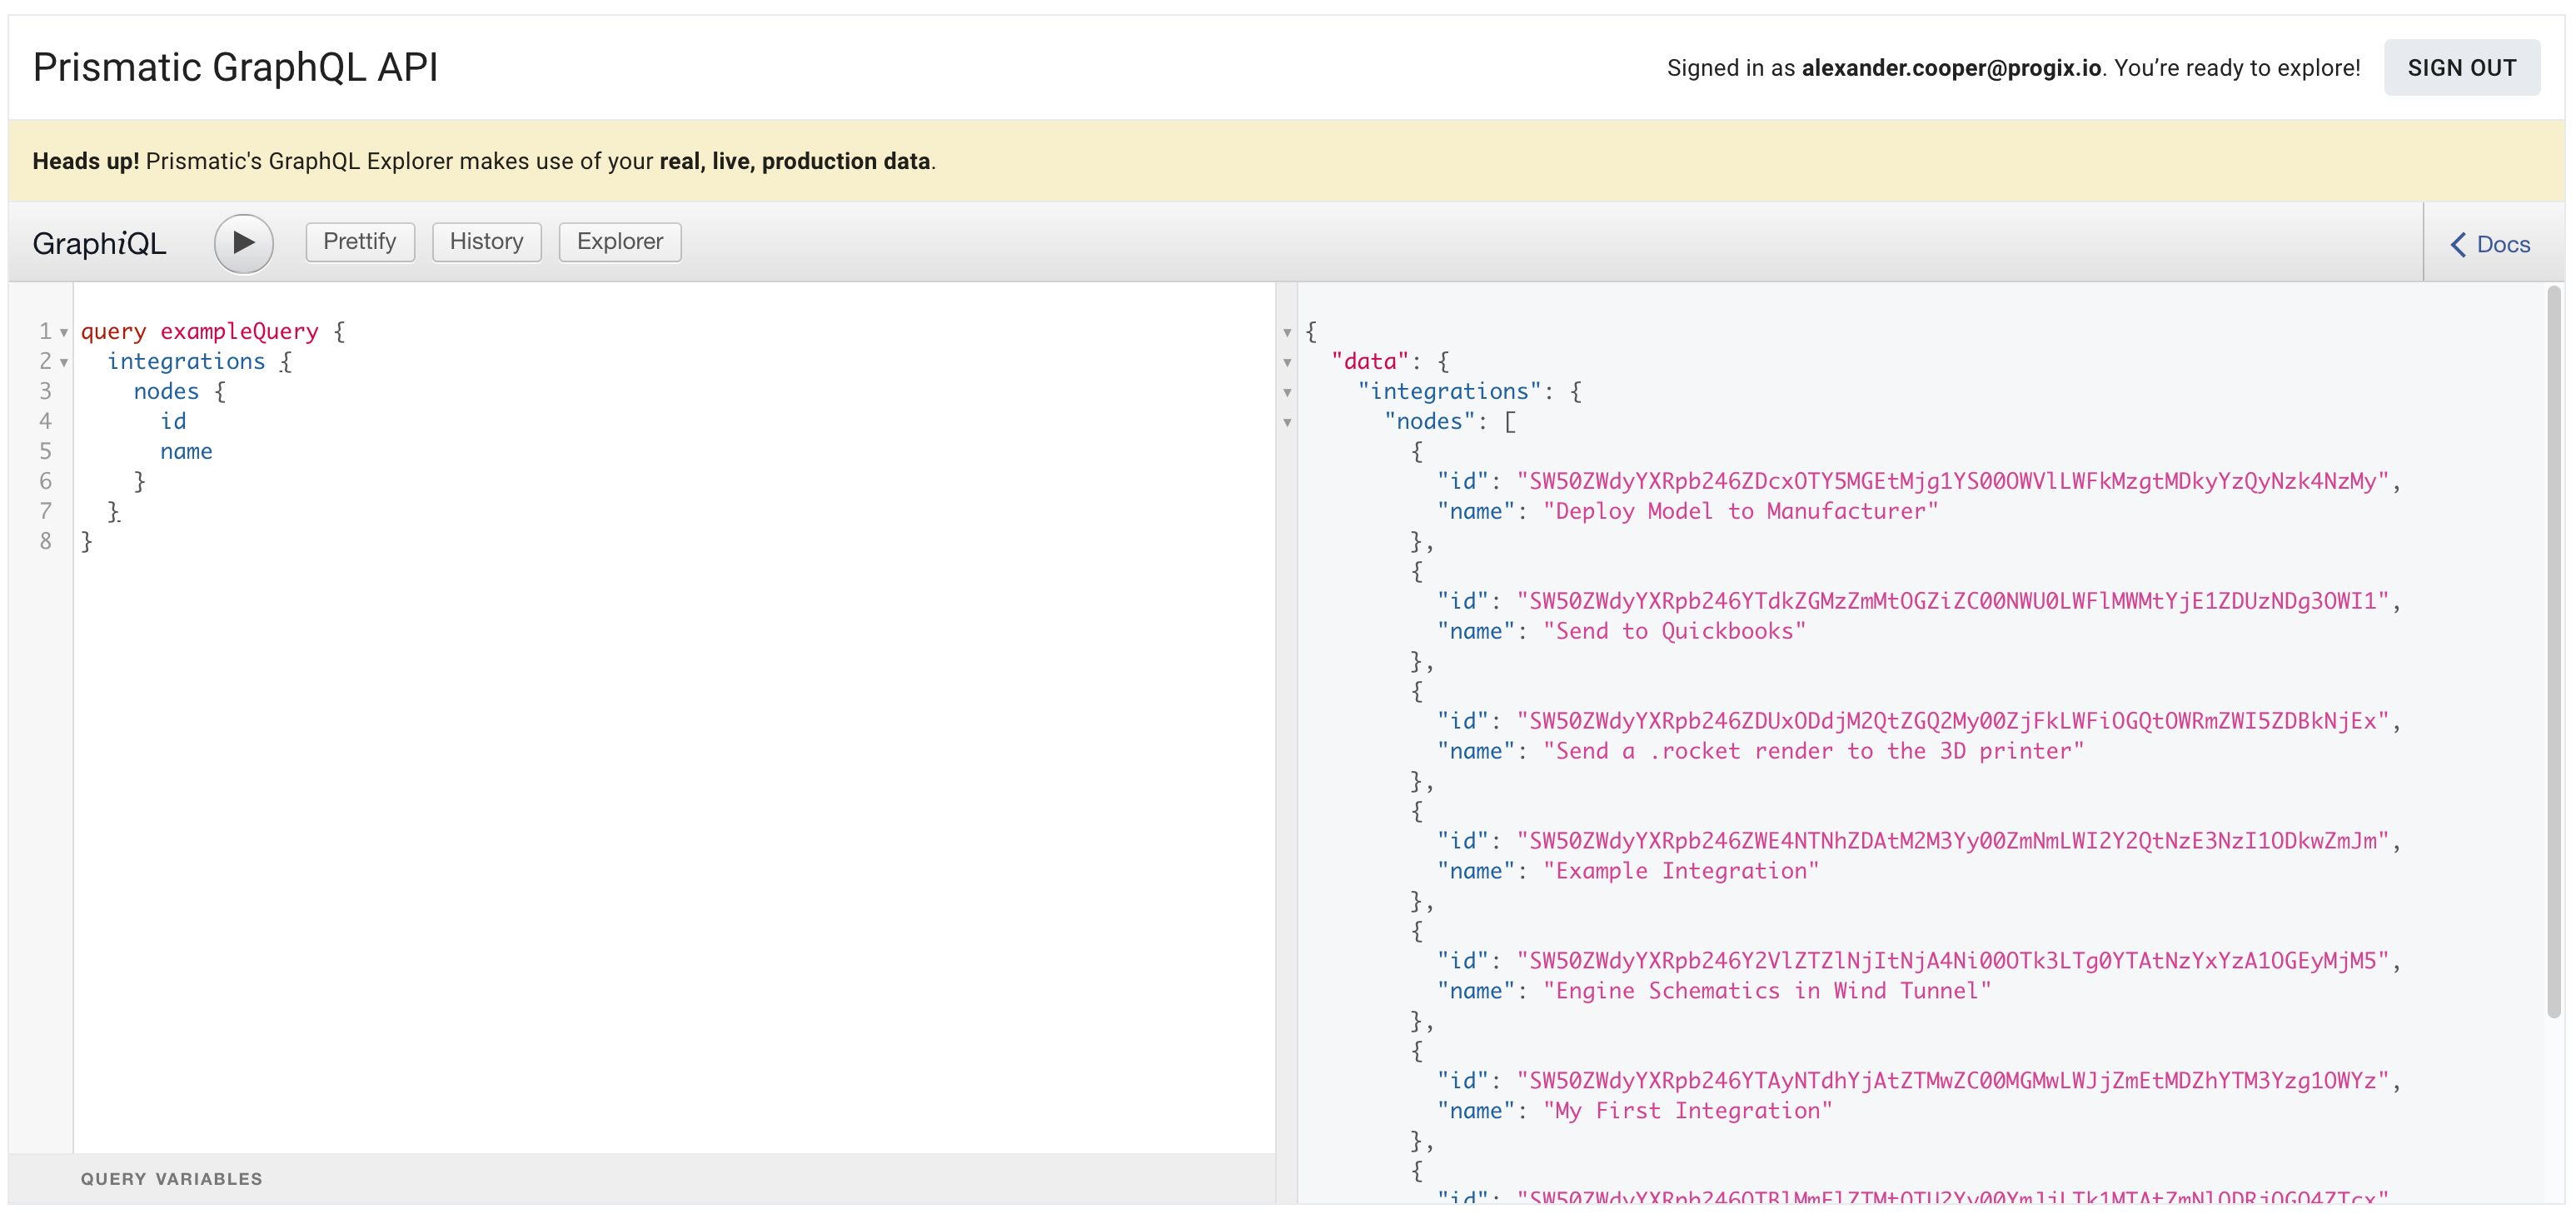 Prismatic GraphQL API
Signed in as alexander.cooper@progix.io. You’re ready to explore!
SIGN OUT
Heads up! Prismatic's GraphQL Explorer makes use of your real, live, production data.
GraphiQL
Prettify
History
Explorer
Docs
1 query exampleQuery {
2 integrations {
3 nodes {
4 id
5 name
6 }
7 }
8 }
QUERY VARIABLES
{
"data": {
"integrations": {
"nodes": [
{
"id": "SW50ZWdyYXRpb246ZDcxOTY5MGEtMjg1YS00OWVlLWFkMzgtMDkyYzQyNzk4NzMy",
"name": "Deploy Model to Manufacturer"
},
{
"id": "SW50ZWdyYXRpb246YTdkZGMzZmMtOGZiZC00NWU0LWFlMWMtYjE1ZDUzNDg3OWI1",
"name": "Send to Quickbooks"
},
{
"id": "SW50ZWdyYXRpb246ZDUxODdjM2QtZGQ2My00ZjFkLWFiOGQtOWRmZWI5ZDBkNjEx",
"name": "Send a .rocket render to the 3D printer"
},
{
"id": "SW50ZWdyYXRpb246ZWE4NTNhZDAtM2M3Yy00ZmNmLWI2Y2QtNzE3NzI1ODkwZmJm",
"name": "Example Integration"
},
{
"id": "SW50ZWdyYXRpb246Y2VlZTZlNjItNjA4Ni00OTk3LTg0YTAtNzYxYzA1OGEyMjM5",
"name": "Engine Schematics in Wind Tunnel"
},
{
"id": "SW50ZWdyYXRpb246YTAyNTdhYjAtZTMwZC00MGMwLWJjZmEtMDZhYTM3Yzg1OWYz",
"name": "My First Integration"
},
{
"id":